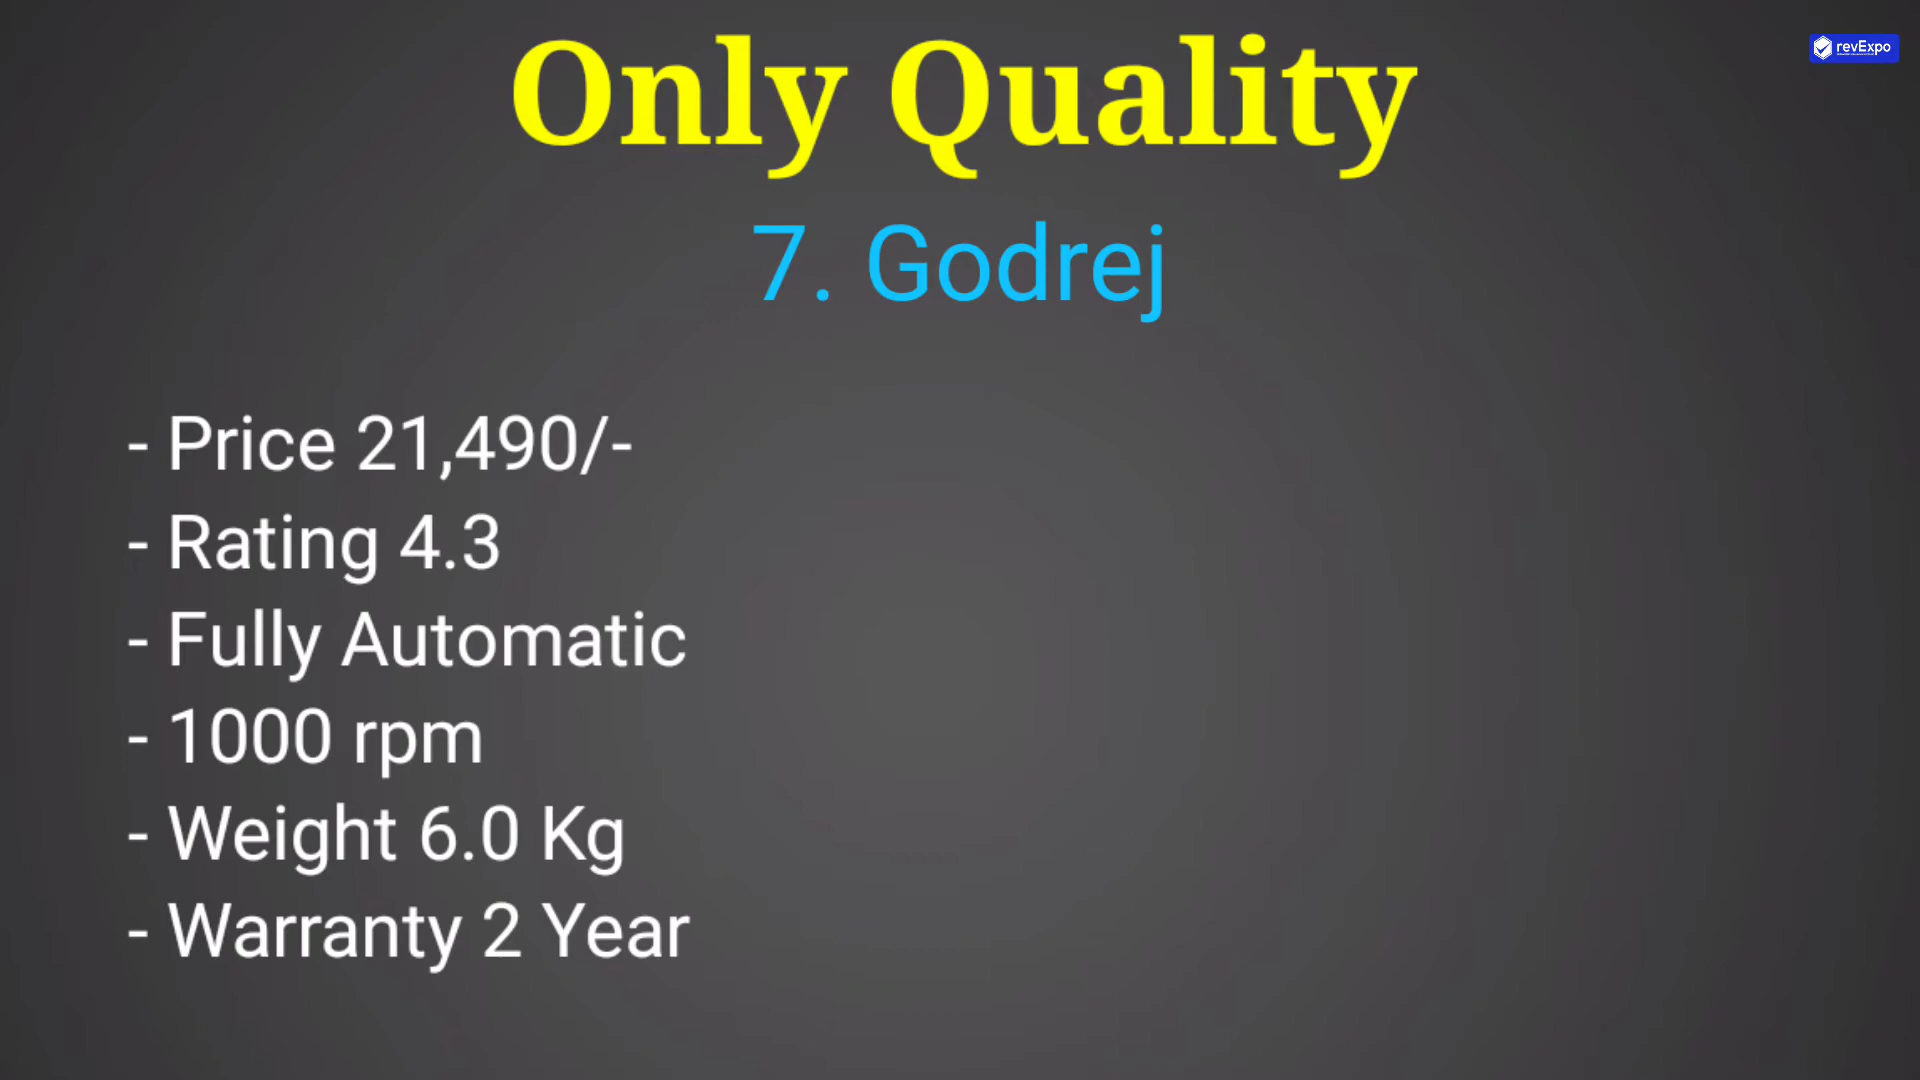 Only Quality
revExpo
7. Godrej
- Price 21,490/-
- Rating 4.3
- Fully Automatic
- 1000 rpm
- Weight 6.0 Kg
- Warranty 2 Year